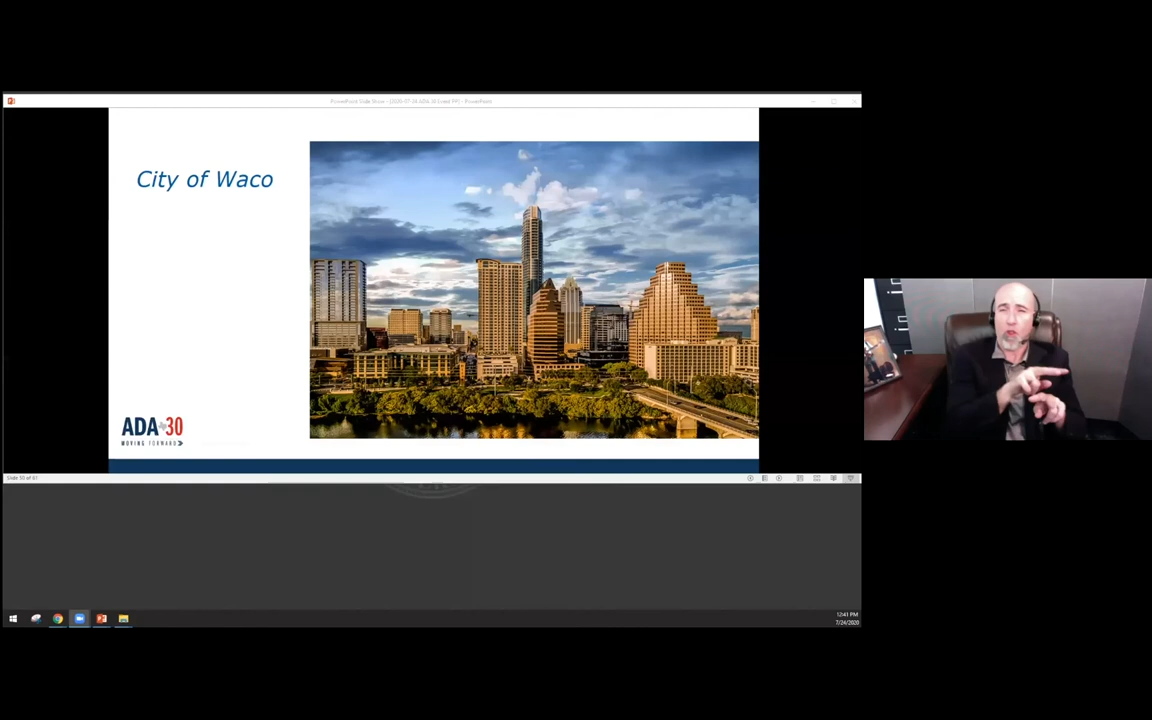 PowerPoint Slide Show - [2020-07-24 ADA 30 Event PP] - PowerPoint
City of Waco
ADA 30
MOVING FORWARD
Slide 50 of 61
12:41 PM
7/24/2020